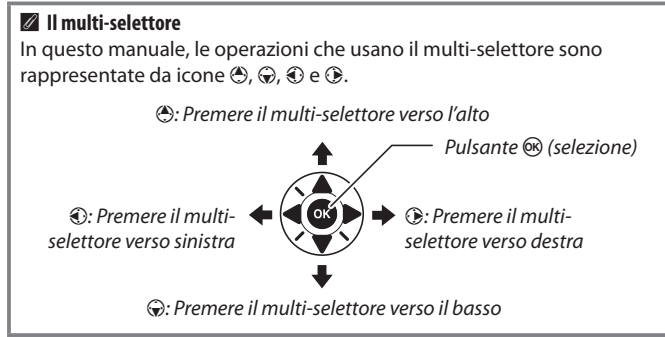 Il multi-selettore
In questo manuale, le operazioni che usano il multi-selettore sono
rappresentate da icone , , e .
: Premere il multi-selettore verso l'alto
Pulsante OK (selezione)
: Premere il multi-
selettore verso sinistra
OK
: Premere il multi-
selettore verso destra
: Premere il multi-selettore verso il basso